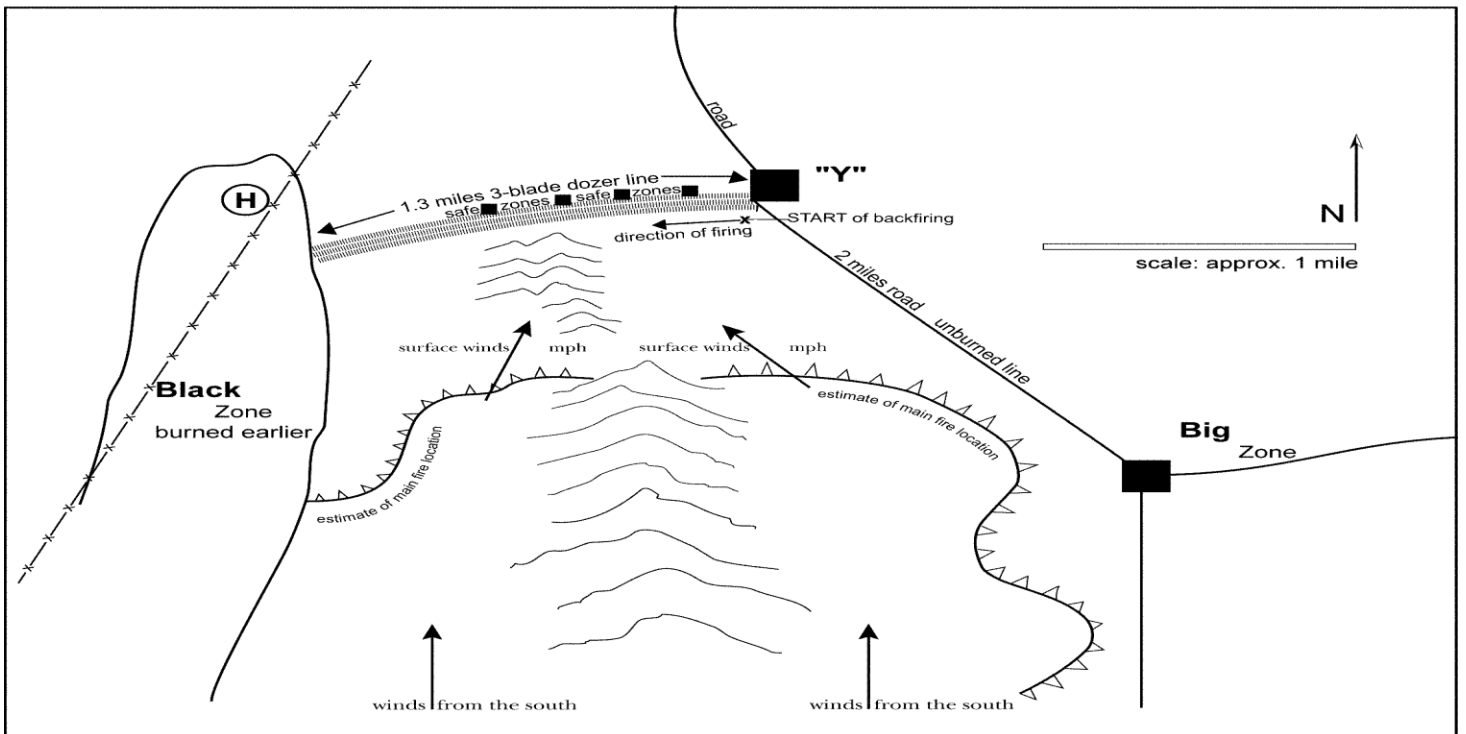 road
"Y"
1.3 miles 3-blade dozer line
safe zones safe zones
H
START of backfiring
direction of firing
N
scale: approx. 1 mile
2 miles road unburned line
surface winds mph
surface winds mph
Black
Zone
burned earlier
estimate of main fire location
estimate of main fire location
Big
Zone
winds from the south
winds from the south